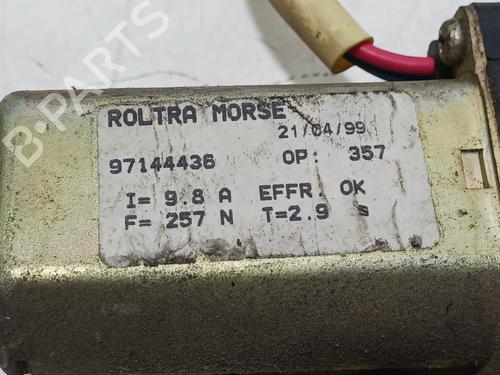 B-PARTS
ROLTRA MORSE
21/04/99
97144436 OP: 357
I= 9.8 A EFFR: OK
F= 257 N T=2.9 s